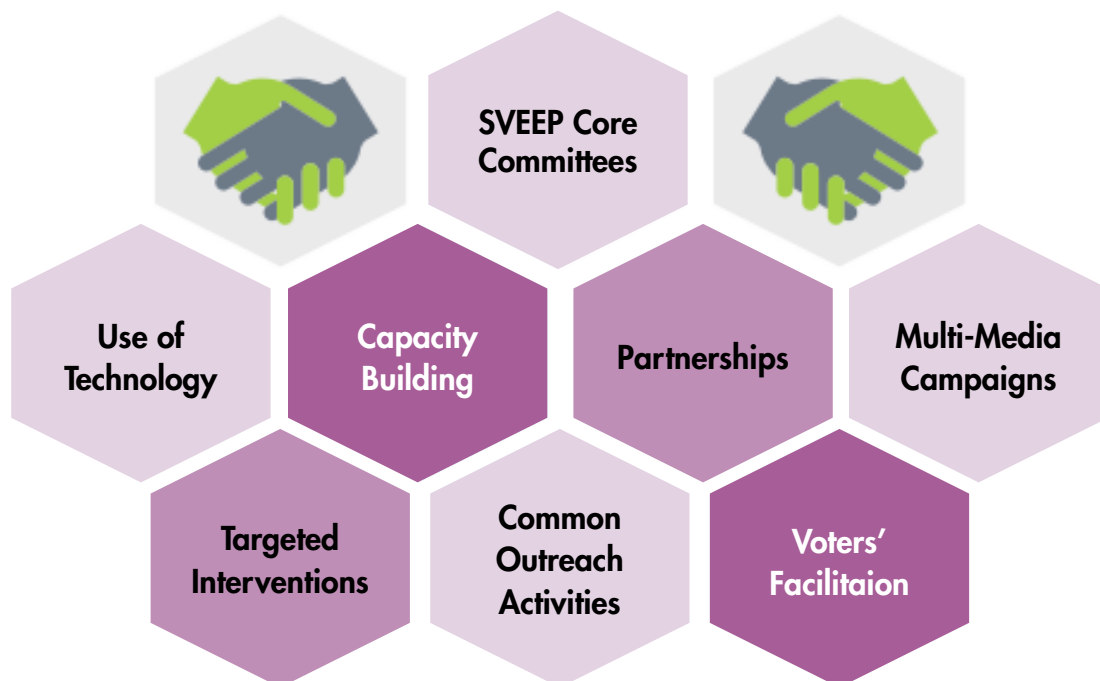 SVEEP Core
Committees
Use of
Technology
Capacity
Building
Partnerships
Multi-Media
Campaigns
Targeted
Interventions
Common
Outreach
Activities
Voters’
Facilitaion